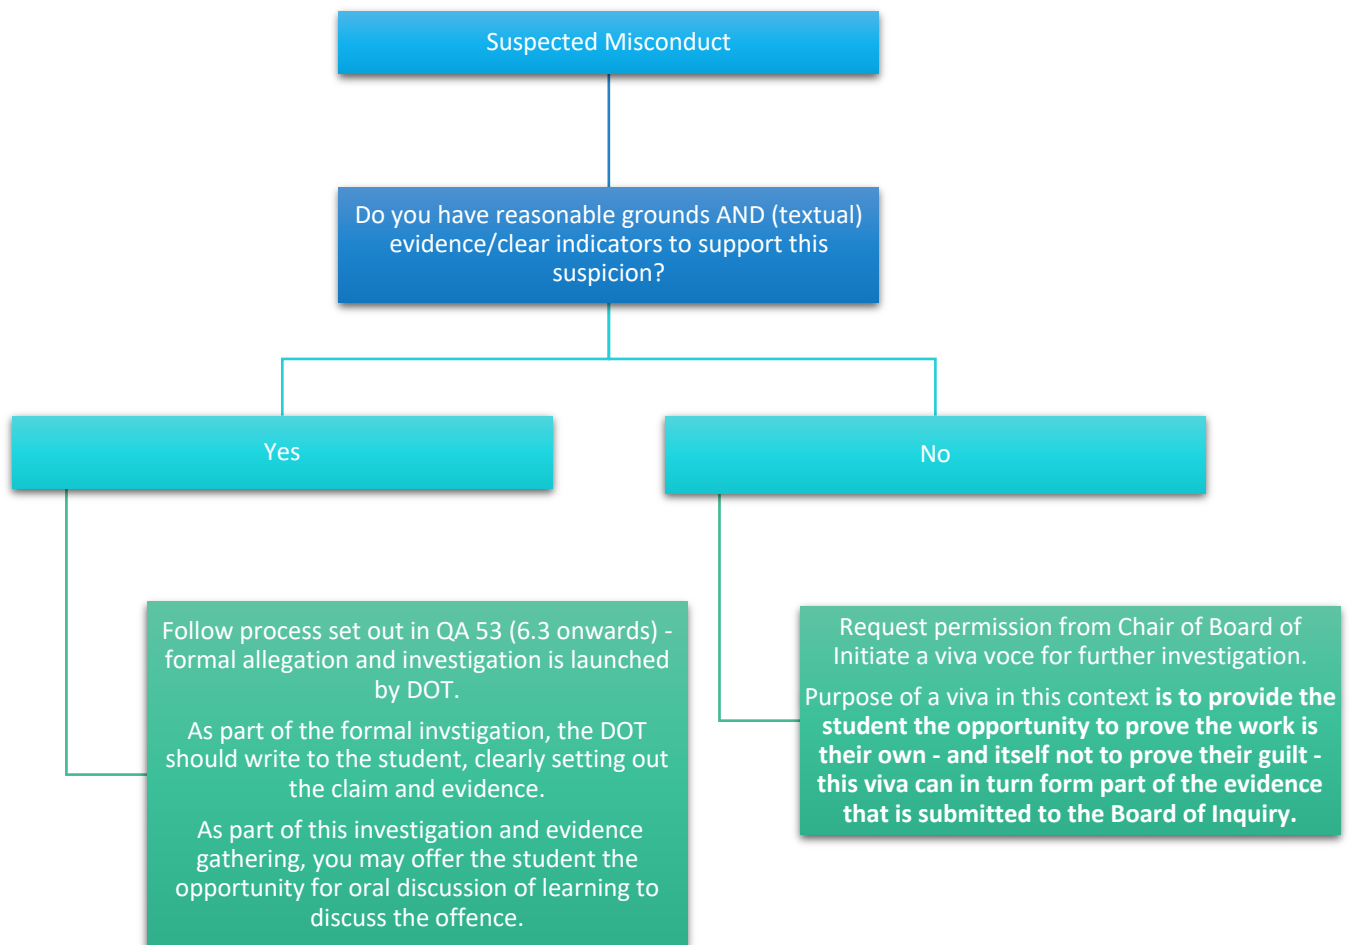 Suspected Misconduct
Do you have reasonable grounds AND (textual)
evidence/clear indicators to support this
suspicion?
Yes
No
Follow process set out in QA 53 (6.3 onwards) -
formal allegation and investigation is launched
by DOT.
As part of the formal invstigation, the DOT
should write to the student, clearly setting out
the claim and evidence.
As part of this investigation and evidence
gathering, you may offer the student the
opportunity for oral discussion of learning to
discuss the offence.
Request permission from Chair of Board of
Initiate a viva voce for further investigation.
Purpose of a viva in this context is to provide the
student the opportunity to prove the work is
their own - and itself not to prove their guilt -
this viva can in turn form part of the evidence
that is submitted to the Board of Inquiry.